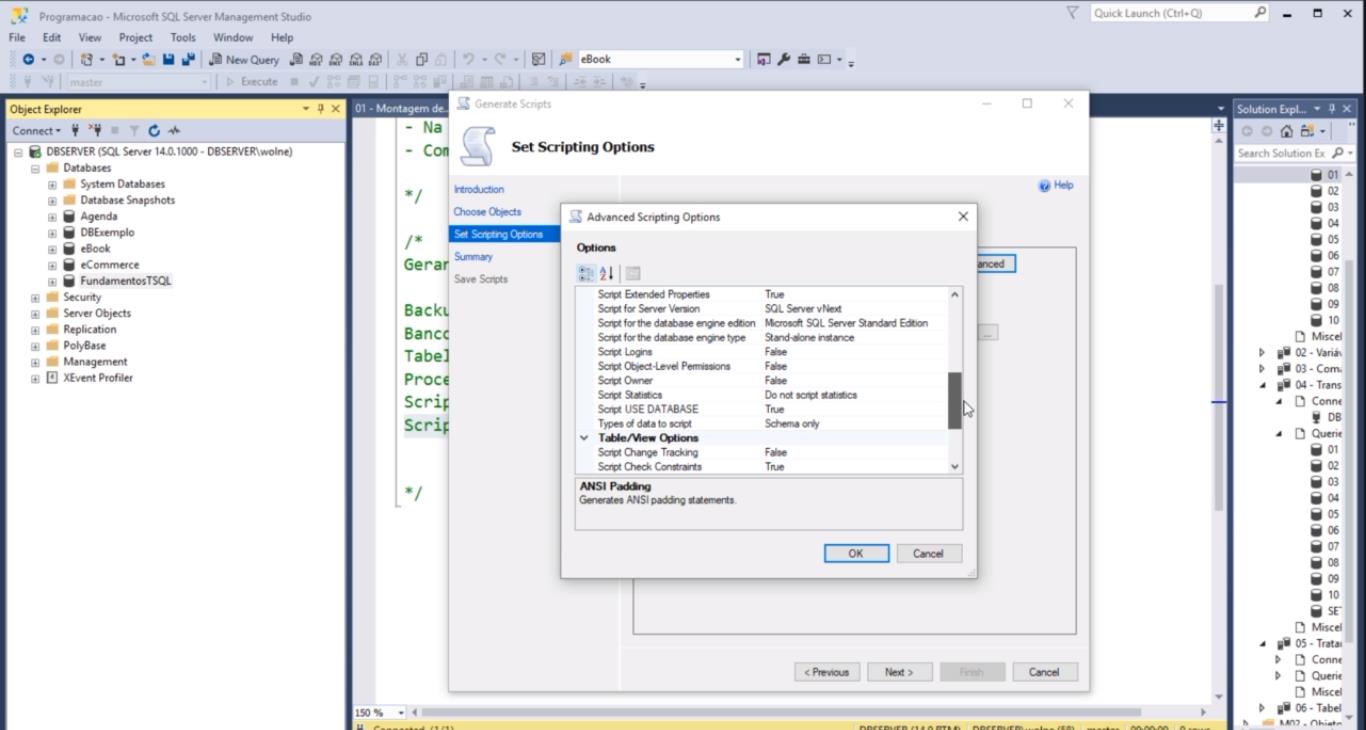 Programacao - Microsoft SQL Server Management Studio
Quick Launch (Ctrl+Q)
File Edit View Project Tools Window Help
New Query
eBook
master
Execute
Object Explorer
Connect
DBSERVER (SQL Server 14.0.1000 - DBSERVER\wolne)
Databases
System Databases
Database Snapshots
Agenda
DBExemplo
eBook
eCommerce
FundamentosTSQL
Security
Server Objects
Replication
PolyBase
Management
XEvent Profiler
01 - Montagem de...
- Na
- Com
*/
/*
Gerar
Backu
Banco
Tabel
Proce
Scrip
Scrip
*/
150 %
Connected. (1/1)
DBSERVER (14.0 RTM) DBSERVER\wolne (58) master 00:00:00 0 rows
Generate Scripts
Set Scripting Options
Introduction
Choose Objects
Set Scripting Options
Summary
Save Scripts
Help
anced
...
Advanced Scripting Options
Options
Script Extended Properties True
Script for Server Version SQL Server vNext
Script for the database engine edition Microsoft SQL Server Standard Edition
Script for the database engine type Stand-alone instance
Script Logins False
Script Object-Level Permissions False
Script Owner False
Script Statistics Do not script statistics
Script USE DATABASE True
Types of data to script Schema only
Table/View Options
Script Change Tracking False
Script Check Constraints True
ANSI Padding
Generates ANSI padding statements.
OK Cancel
< Previous Next > Finish Cancel
Solution Expl...
Search Solution Ex
01
02
03
04
05
06
07
08
09
10
Miscel
02 - Variáv
03 - Coma
04 - Trans
Conne
DB
Querie
01
02
03
04
05
06
07
08
09
10
SE
Miscel
05 - Tratar
Conne
Querie
Miscel
06 - Tabel
M02 - Objeto